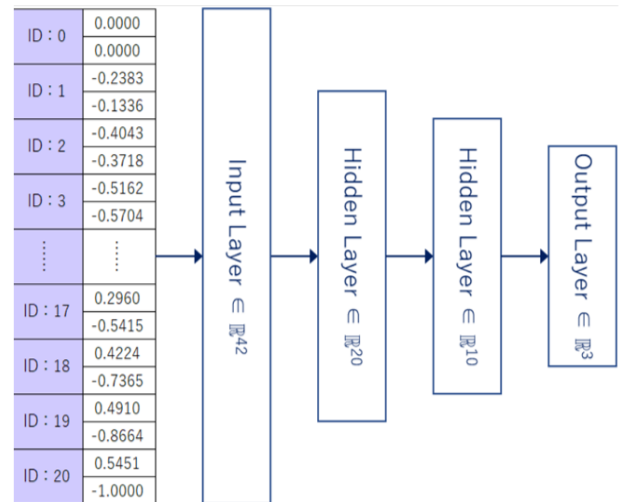 ID：0
0.0000
0.0000
ID：1
-0.2383
-0.1336
ID：2
-0.4043
-0.3718
ID：3
-0.5162
-0.5704
⋮
⋮
ID：17
0.2960
-0.5415
ID：18
0.4224
-0.7365
ID：19
0.4910
-0.8664
ID：20
0.5451
-1.0000
Input Layer ∈ ℝ⁴²
Hidden Layer ∈ ℝ²⁰
Hidden Layer ∈ ℝ¹⁰
Output Layer ∈ ℝ³